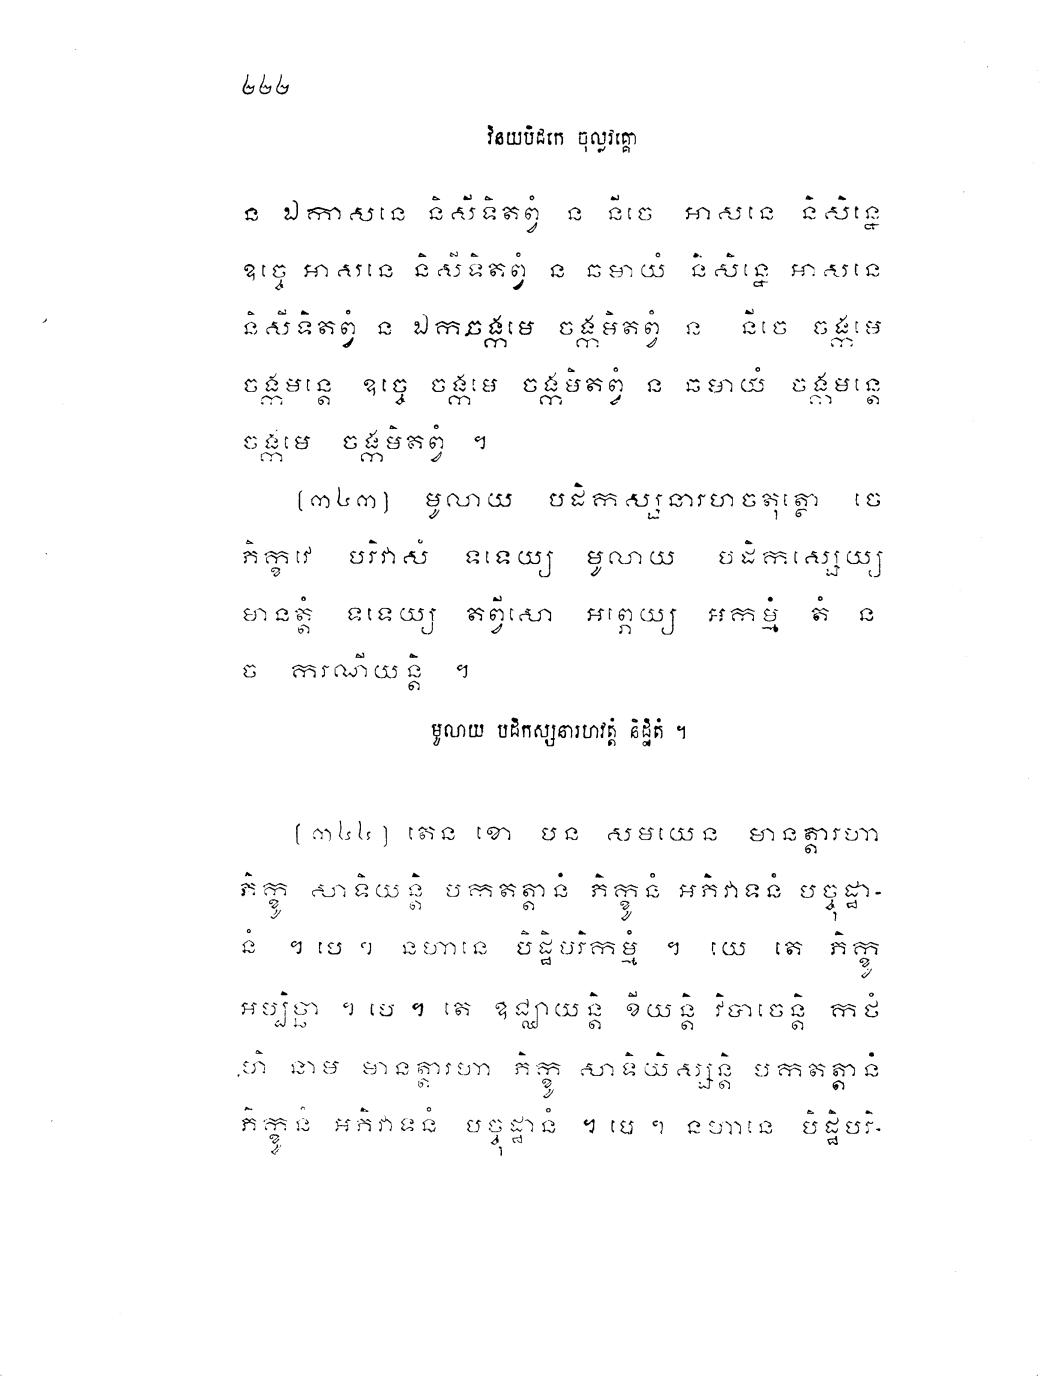 ២២២
វិនយបិដកេ ចុល្លវគ្គោ
ន ឯកាសនេ និសីទិតព្វំ ន នីចេ អាសនេ និសិន្នេ
ឧច្ចេ អាសនេ និសីទិតព្វំ ន ឆមាយំ និសិន្នេ អាសនេ
និសីទិតព្វំ ន ឯកចង្កមេ ចង្កមិតព្វំ ន នីចេ ចង្កមេ
ចង្កមន្តេ ឧច្ចេ ចង្កមេ ចង្កមិតព្វំ ន ឆមាយំ ចង្កមន្តេ
ចង្កមេ ចង្កមិតព្វំ ។
(៣៤៣) មូលាយ បដិកស្សនារហចតុត្ថោ ចេ
ភិក្ខវេ បរិវាសំ ទទេយ្យ មូលាយ បដិកស្សេយ្យ
មានត្តំ ទទេយ្យ តព្វីសោ អព្ភេយ្យ អកម្មំ តំ ន
ច ករណីយន្តិ ។
មូលាយ បដិកស្សនារហវត្តំ និដ្ឋិតំ ។
(៣៤៤) តេន ខោ បន សមយេន មានត្តារហា
ភិក្ខូ សាទិយន្តិ បកតត្តានំ ភិក្ខូនំ អភិវាទនំ បច្ចុដ្ឋា-
នំ ។ បេ ។ នហានេ បិដ្ឋិបរិកម្មំ ។ យេ តេ ភិក្ខូ
អប្បិច្ឆា ។ បេ ។ តេ ឧជ្ឈាយន្តិ ខីយន្តិ វិបាចេន្តិ កថំ
ហិ នាម មានត្តារហា ភិក្ខូ សាទិយិស្សន្តិ បកតត្តានំ
ភិក្ខូនំ អភិវាទនំ បច្ចុដ្ឋានំ ។ បេ ។ នហានេ បិដ្ឋិបរិ-